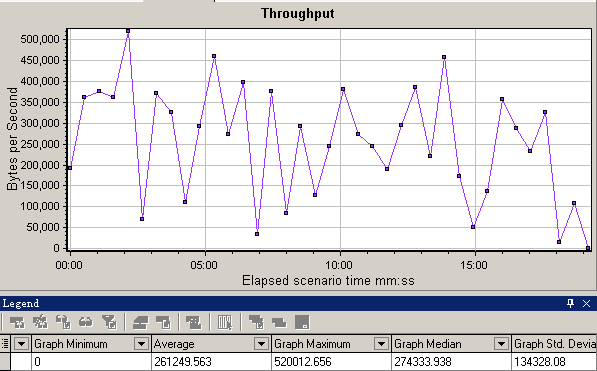 Throughput
Bytes per Second
500,000
450,000
400,000
350,000
300,000
250,000
200,000
150,000
100,000
50,000
0
00:00 05:00 10:00 15:00
Elapsed scenario time mm:ss
Legend
Graph Minimum Average Graph Maximum Graph Median Graph Std. Devia
0 261249.563 520012.656 274333.938 134328.08